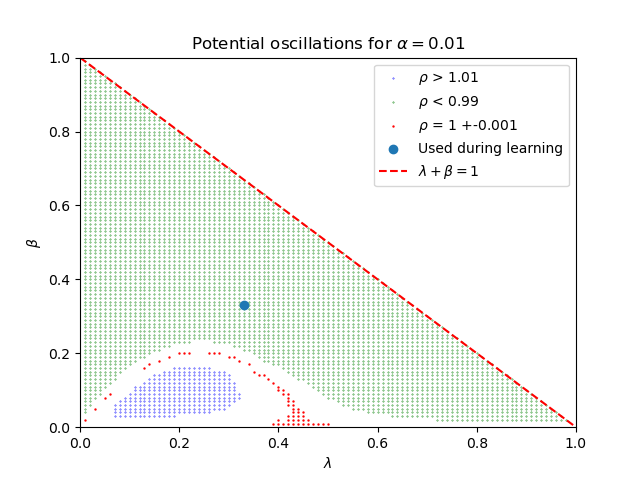 Potential oscillations for α = 0.01
1.0
0.8
0.6
0.4
0.2
0.0
β
0.0 0.2 0.4 0.6 0.8 1.0
λ
ρ > 1.01
ρ < 0.99
ρ = 1 +-0.001
Used during learning
λ + β = 1